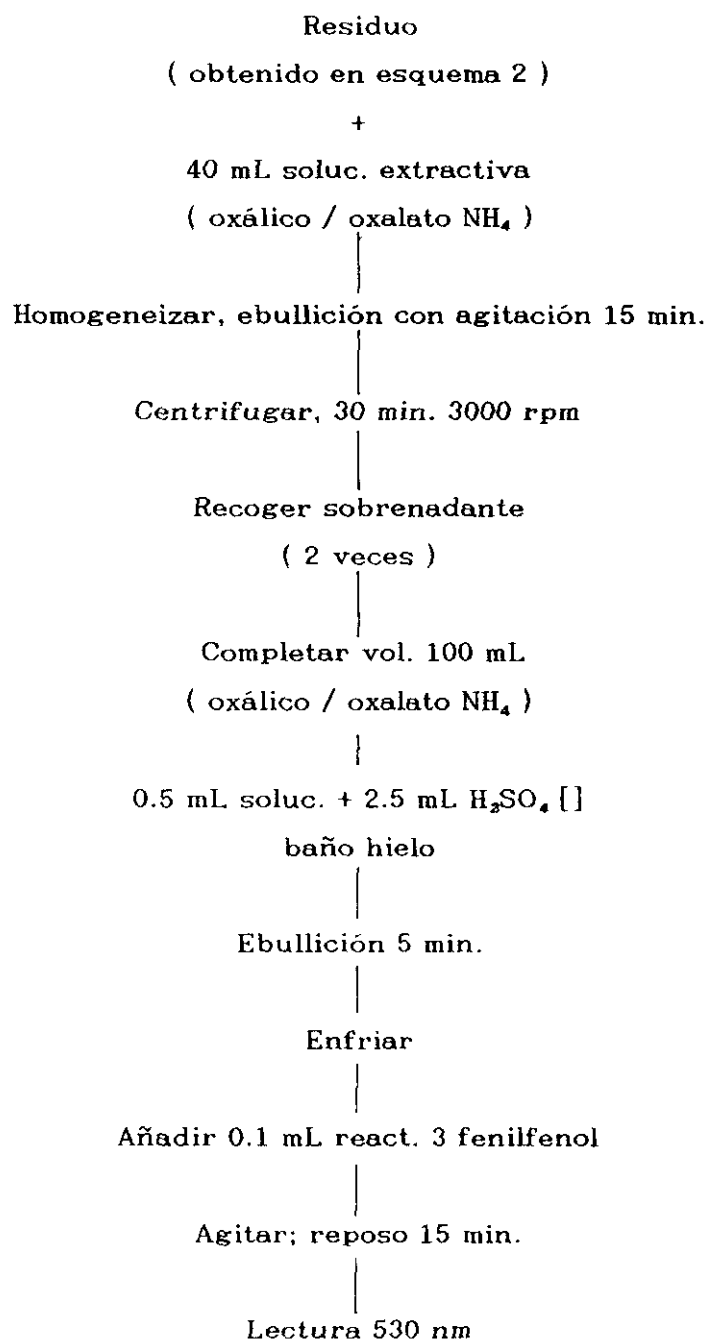 Residuo
( obtenido en esquema 2 )
+
40 mL soluc. extractiva
( oxálico / oxalato NH₄ )
Homogeneizar, ebullición con agitación 15 min.
Centrifugar, 30 min. 3000 rpm
Recoger sobrenadante
( 2 veces )
Completar vol. 100 mL
( oxálico / oxalato NH₄ )
0.5 mL soluc. + 2.5 mL H₂SO₄ []
baño hielo
Ebullición 5 min.
Enfriar
Añadir 0.1 mL react. 3 fenilfenol
Agitar; reposo 15 min.
Lectura 530 nm